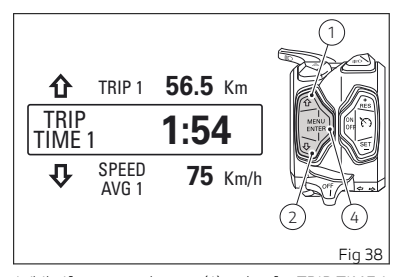 1
TRIP 1 56.5 Km
TRIP TIME 1 1:54
SPEED AVG 1 75 Km/h
MENU ENTER
RES
ON OFF
SET
OFF
2
4
Fig 38